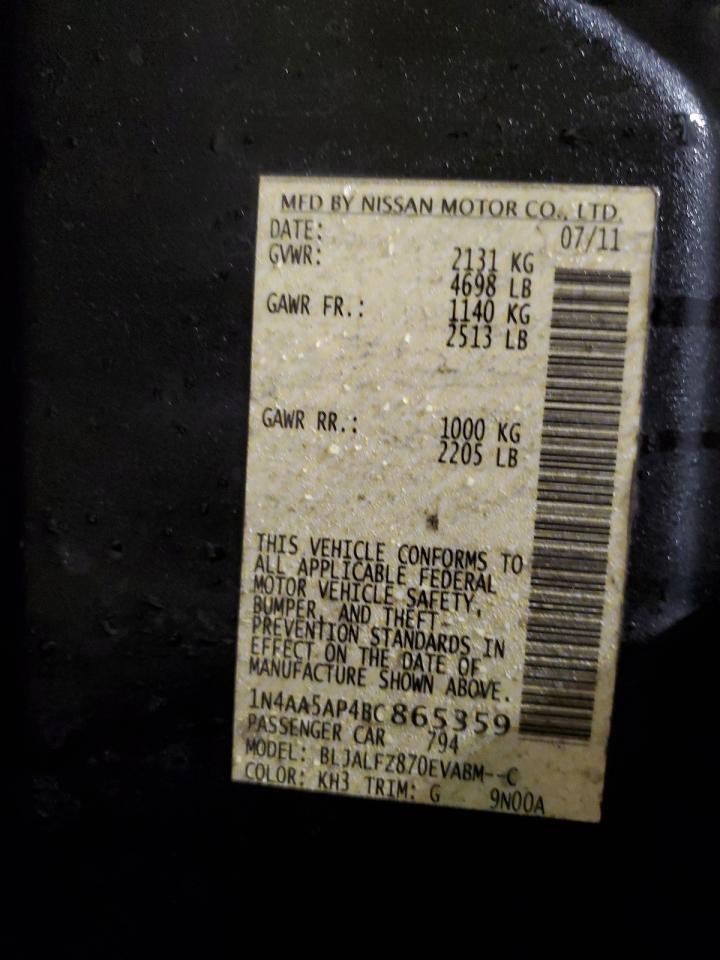 MFD BY NISSAN MOTOR CO., LTD.
DATE: 07/11
GVWR: 2131 KG
4698 LB
GAWR FR.: 1140 KG
2513 LB
GAWR RR.: 1000 KG
2205 LB
THIS VEHICLE CONFORMS TO
ALL APPLICABLE FEDERAL
MOTOR VEHICLE SAFETY,
BUMPER, AND THEFT
PREVENTION STANDARDS IN
EFFECT ON THE DATE OF
MANUFACTURE SHOWN ABOVE.
1N4AA5AP4BC865359
PASSENGER CAR 794
MODEL: BLJALFZ870EVABM--C
COLOR: KH3 TRIM: G 9N00A